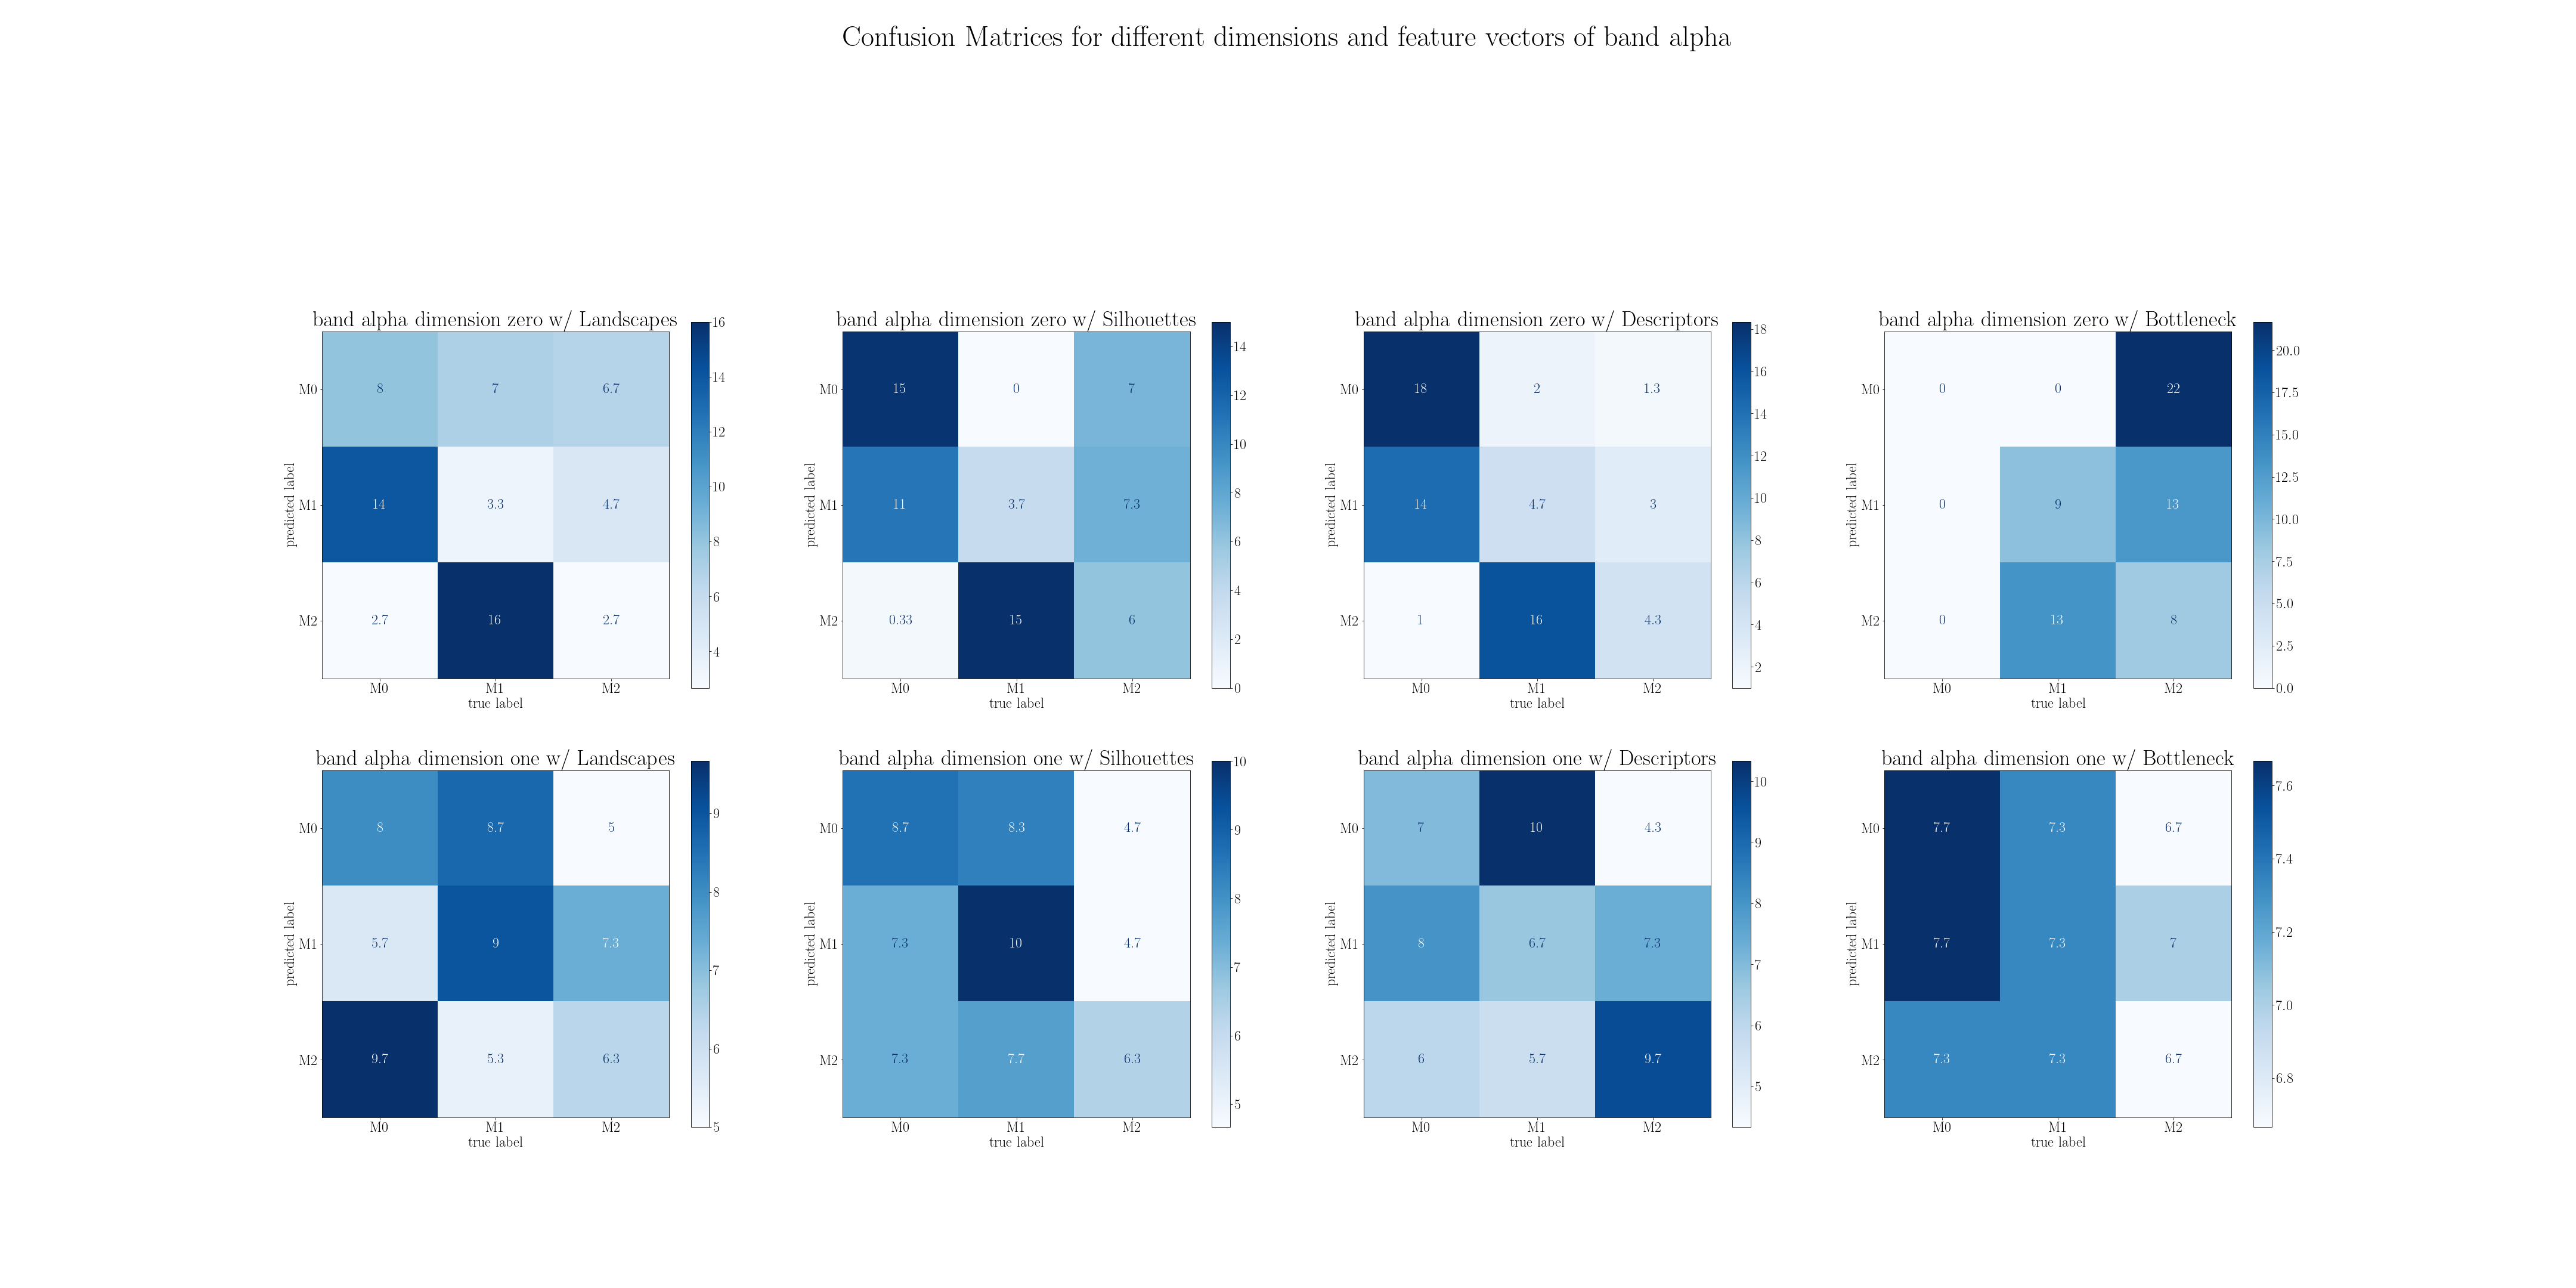 Confusion Matrices for different dimensions and feature vectors of band alpha
band alpha dimension zero w/ Landscapes
predicted label
M0 8 7 6.7
M1 14 3.3 4.7
M2 2.7 16 2.7
M0 M1 M2
true label
16
14
12
10
8
6
4
band alpha dimension zero w/ Silhouettes
predicted label
M0 15 0 7
M1 11 3.7 7.3
M2 0.33 15 6
M0 M1 M2
true label
14
12
10
8
6
4
2
0
band alpha dimension zero w/ Descriptors
predicted label
M0 18 2 1.3
M1 14 4.7 3
M2 1 16 4.3
M0 M1 M2
true label
18
16
14
12
10
8
6
4
2
band alpha dimension zero w/ Bottleneck
predicted label
M0 0 0 22
M1 0 9 13
M2 0 13 8
M0 M1 M2
true label
20.0
17.5
15.0
12.5
10.0
7.5
5.0
2.5
0.0
band alpha dimension one w/ Landscapes
predicted label
M0 8 8.7 5
M1 5.7 9 7.3
M2 9.7 5.3 6.3
M0 M1 M2
true label
9
8
7
6
5
band alpha dimension one w/ Silhouettes
predicted label
M0 8.7 8.3 4.7
M1 7.3 10 4.7
M2 7.3 7.7 6.3
M0 M1 M2
true label
10
9
8
7
6
5
band alpha dimension one w/ Descriptors
predicted label
M0 7 10 4.3
M1 8 6.7 7.3
M2 6 5.7 9.7
M0 M1 M2
true label
10
9
8
7
6
5
band alpha dimension one w/ Bottleneck
predicted label
M0 7.7 7.3 6.7
M1 7.7 7.3 7
M2 7.3 7.3 6.7
M0 M1 M2
true label
7.6
7.4
7.2
7.0
6.8